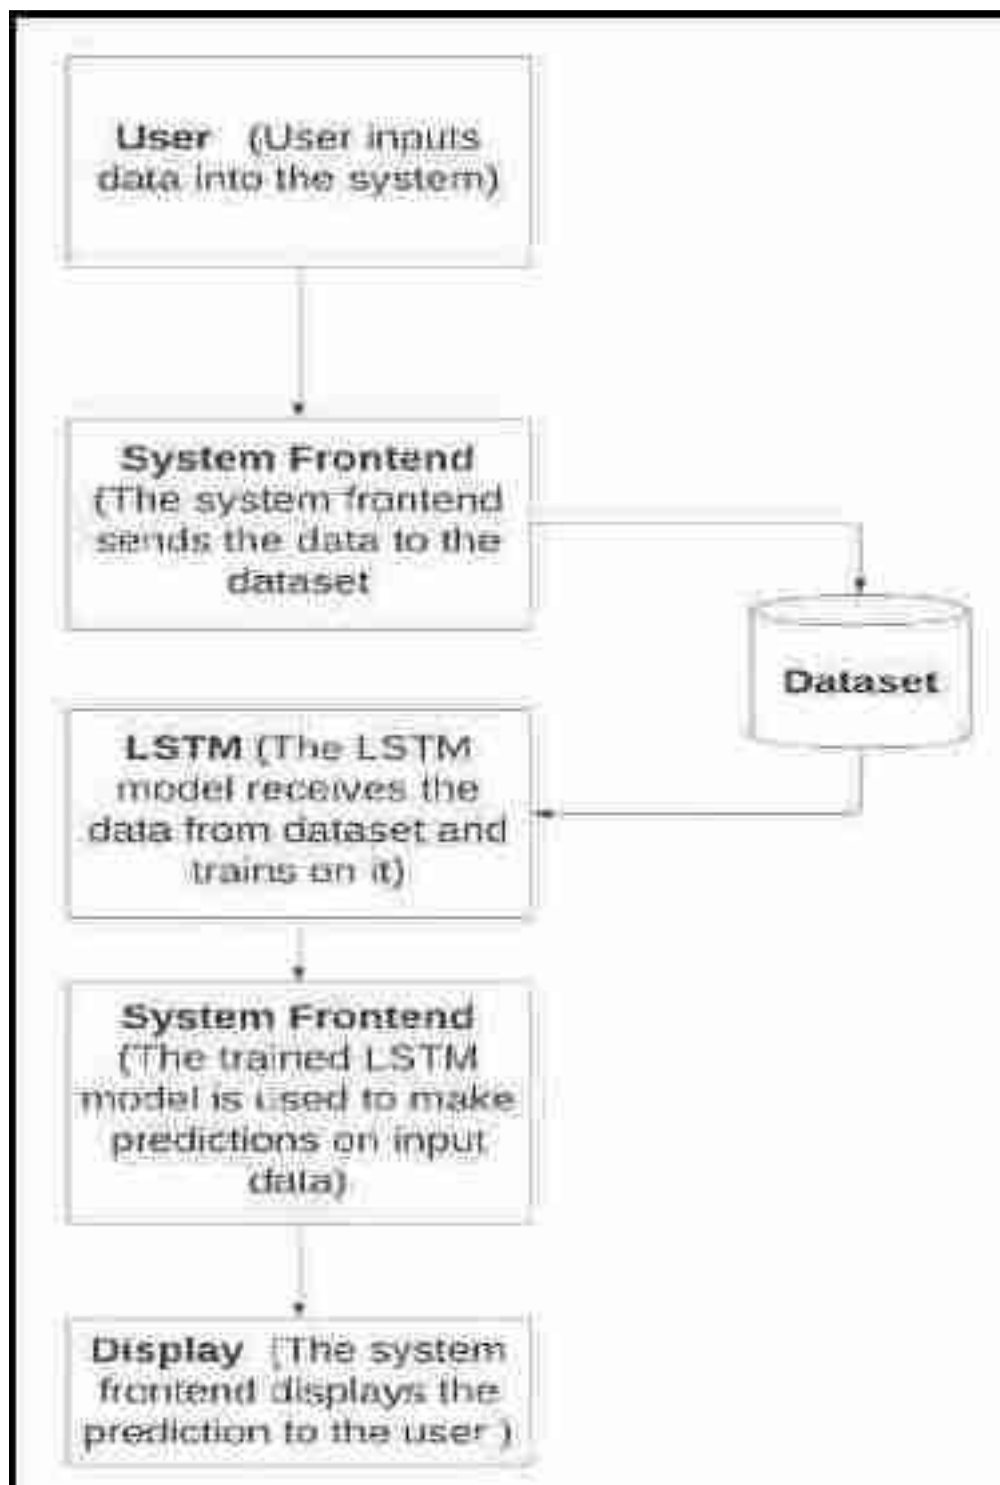 User (User inputs
data into the system)
System Frontend
(The system frontend
sends the data to the
dataset
Dataset
LSTM (The LSTM
model receives the
data from dataset and
trains on it)
System Frontend
(The trained LSTM
model is used to make
predictions on input
data)
Display (The system
frontend displays the
prediction to the user )